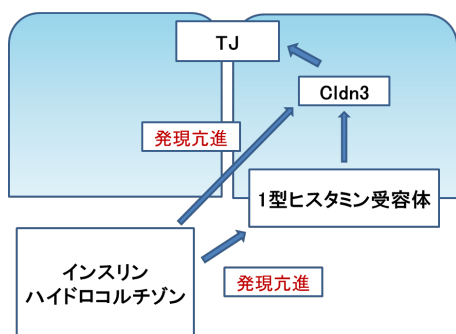 TJ
Cldn3
発現亢進
1型ヒスタミン受容体
インスリン
ハイドロコルチゾン
発現亢進